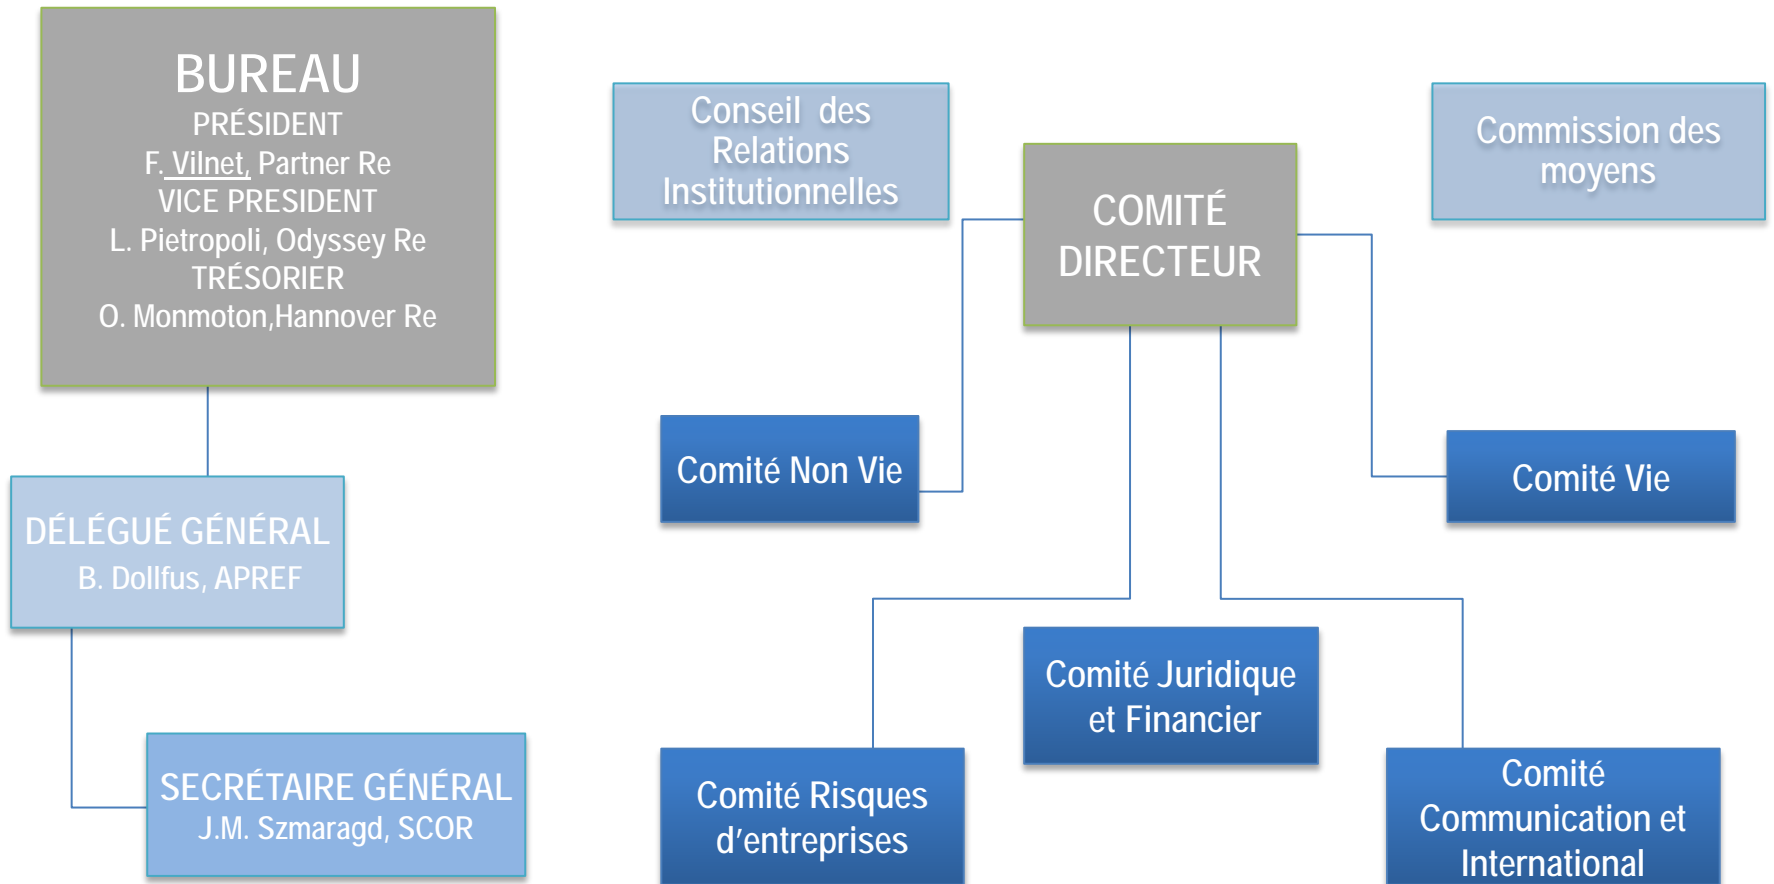 BUREAU
PRÉSIDENT
F. Vilnet, Partner Re
VICE PRESIDENT
L. Pietropoli, Odyssey Re
TRÉSORIER
O. Monmoton,Hannover Re
DÉLÉGUÉ GÉNÉRAL
B. Dollfus, APREF
SECRÉTAIRE GÉNÉRAL
J.M. Szmaragd, SCOR
Conseil des
Relations
Institutionnelles
COMITÉ
DIRECTEUR
Commission des
moyens
Comité Non Vie
Comité Vie
Comité Juridique
et Financier
Comité Risques
d’entreprises
Comité
Communication et
International